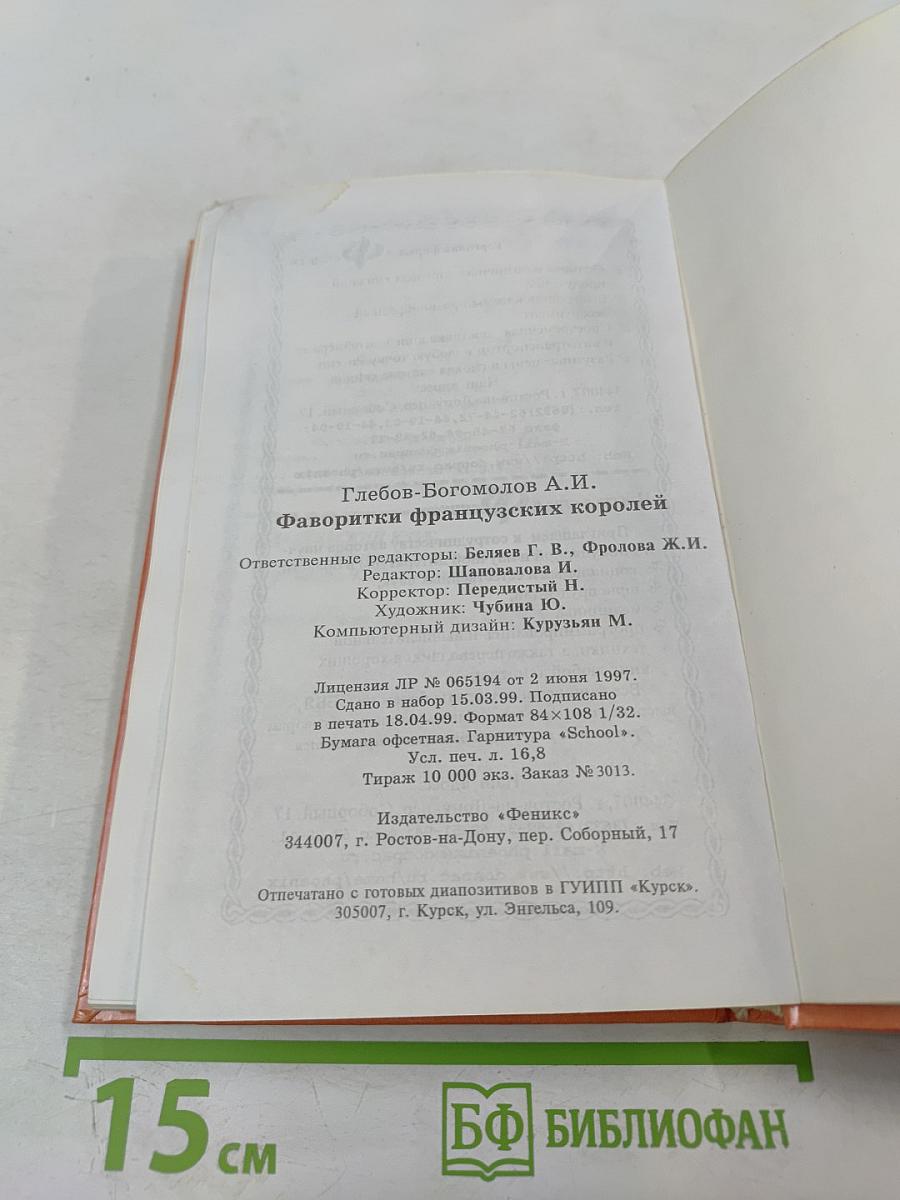 Глебов-Богомолов А.И.
Фаворитки французских королей
Ответственные редакторы: Беляев Г. В., Фролова Ж.И.
Редактор: Шаповалова И.
Корректор: Передистый Н.
Художник: Чубина Ю.
Компьютерный дизайн: Курузьян М.
Лицензия ЛР № 065194 от 2 июня 1997.
Сдано в набор 15.03.99. Подписано
в печать 18.04.99. Формат 84×108 1/32.
Бумага офсетная. Гарнитура «School».
Усл. печ. л. 16,8
Тираж 10 000 экз. Заказ № 3013.
Издательство «Феникс»
344007, г. Ростов-на-Дону, пер. Соборный, 17
Отпечатано с готовых диапозитивов в ГУИПП «Курск».
305007, г. Курск, ул. Энгельса, 109.
15 см
БФ БИБЛИОФАН